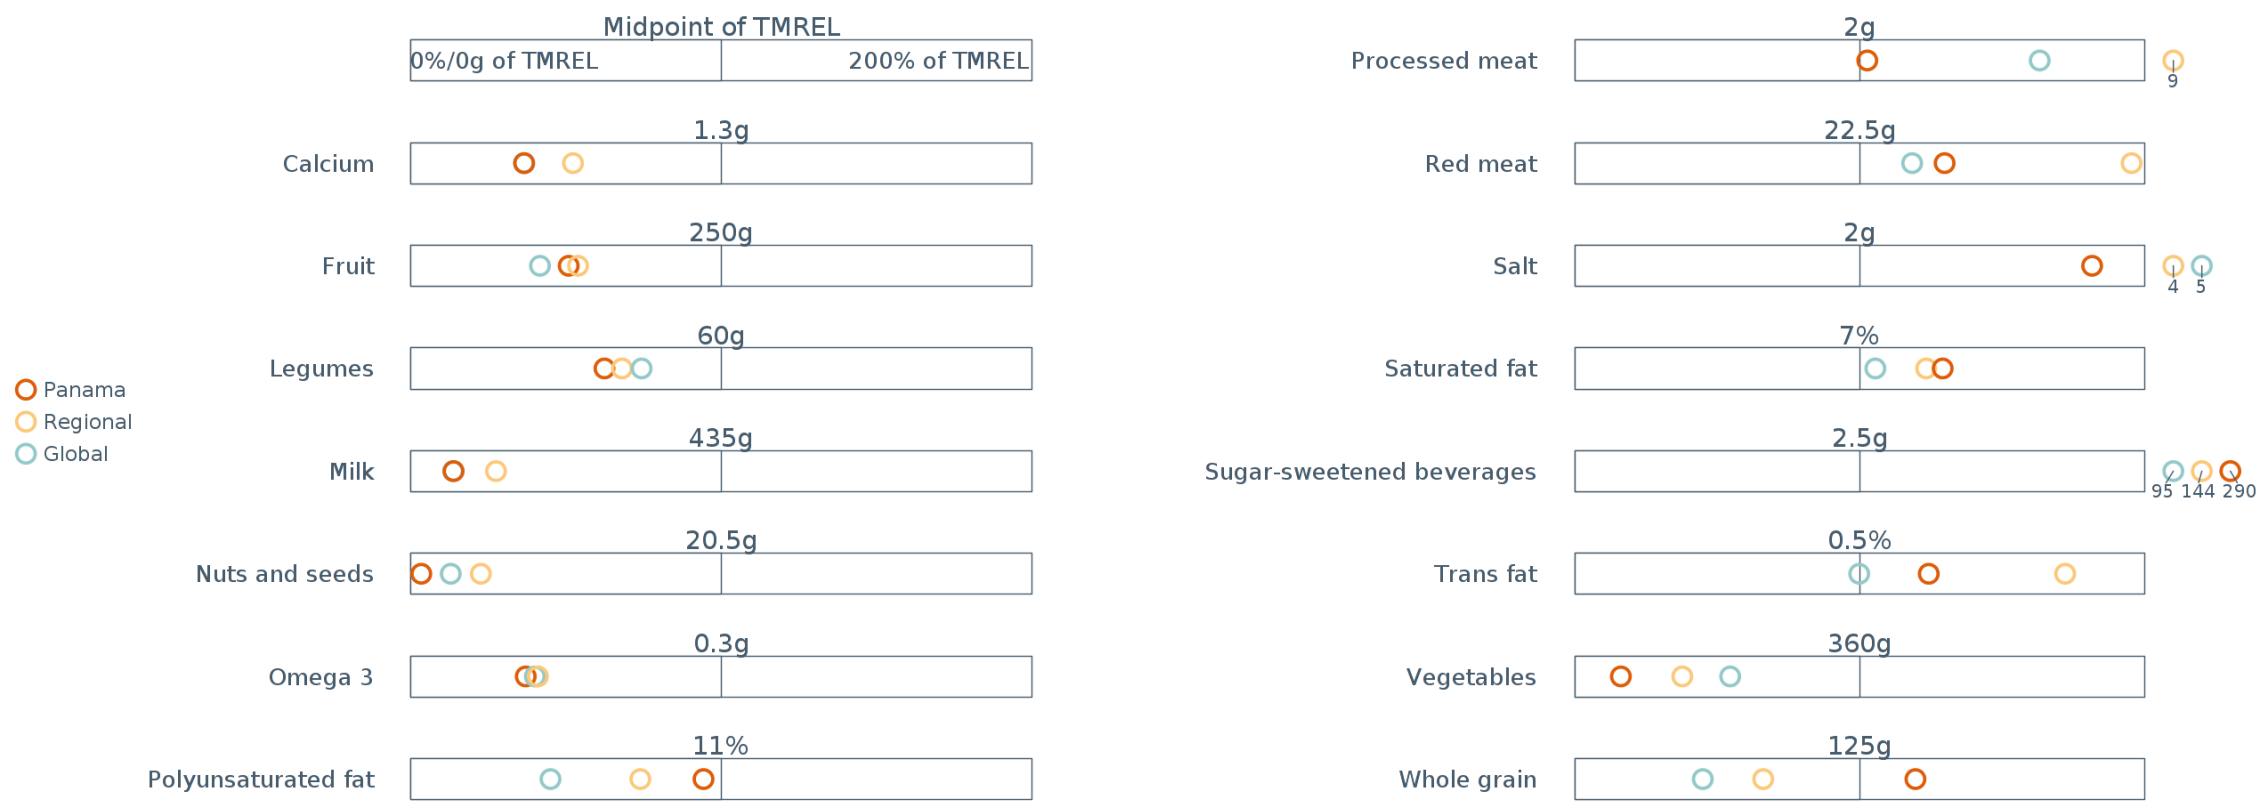 Midpoint of TMREL
0%/0g of TMREL
200% of TMREL
Calcium
1.3g
Fruit
250g
Legumes
60g
Milk
435g
Nuts and seeds
20.5g
Omega 3
0.3g
Polyunsaturated fat
11%
Panama
Regional
Global
Processed meat
2g
9
Red meat
22.5g
Salt
2g
4 5
Saturated fat
7%
Sugar-sweetened beverages
2.5g
95 144 290
Trans fat
0.5%
Vegetables
360g
Whole grain
125g